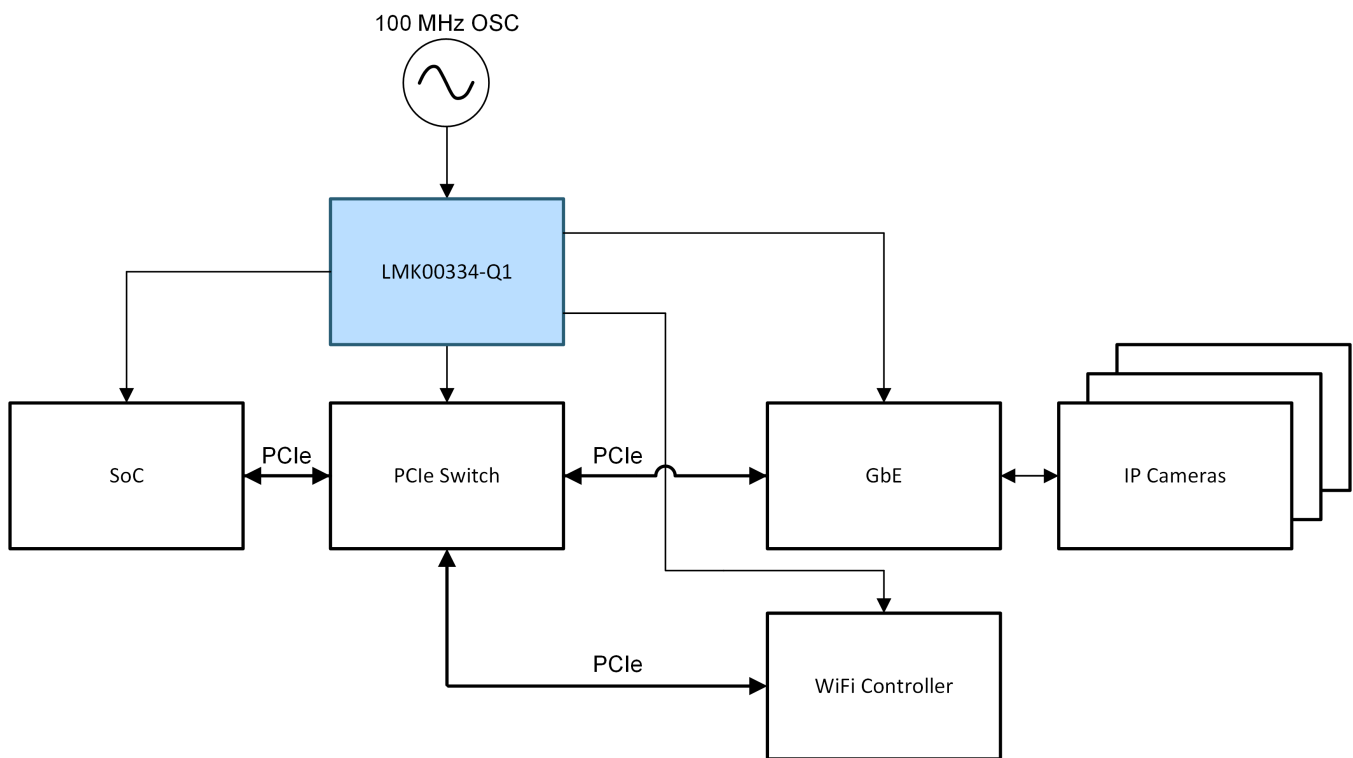 100 MHz OSC
LMK00334-Q1
SoC
PCIe
PCIe Switch
PCIe
GbE
IP Cameras
PCIe
WiFi Controller